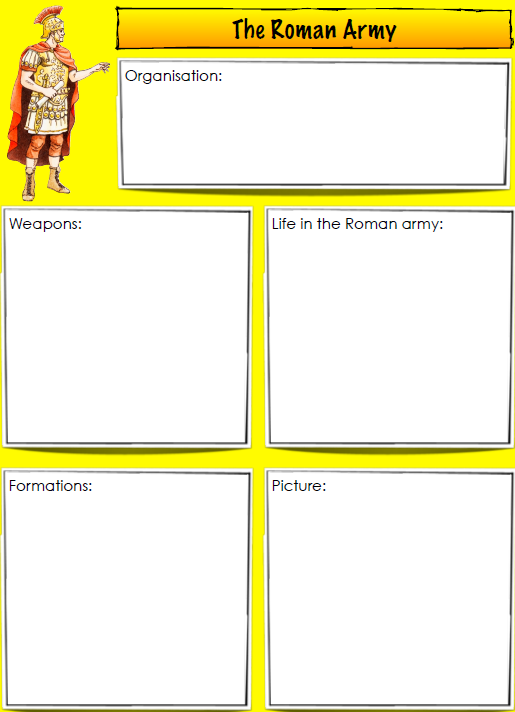 The Roman Army
Organisation:
Weapons:
Life in the Roman army:
Formations:
Picture: